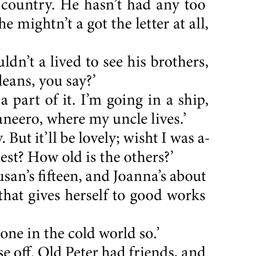 country. He hasn't had any too
he mightn't a got the letter at all,
uldn't a lived to see his brothers,
leans, you say?'
a part of it. I'm going in a ship,
aneero, where my uncle lives.'
. But it'll be lovely; wisht I was a-
est? How old is the others?'
usan's fifteen, and Joanna's about
that gives herself to good works
one in the cold world so.'
se off. Old Peter had friends, and